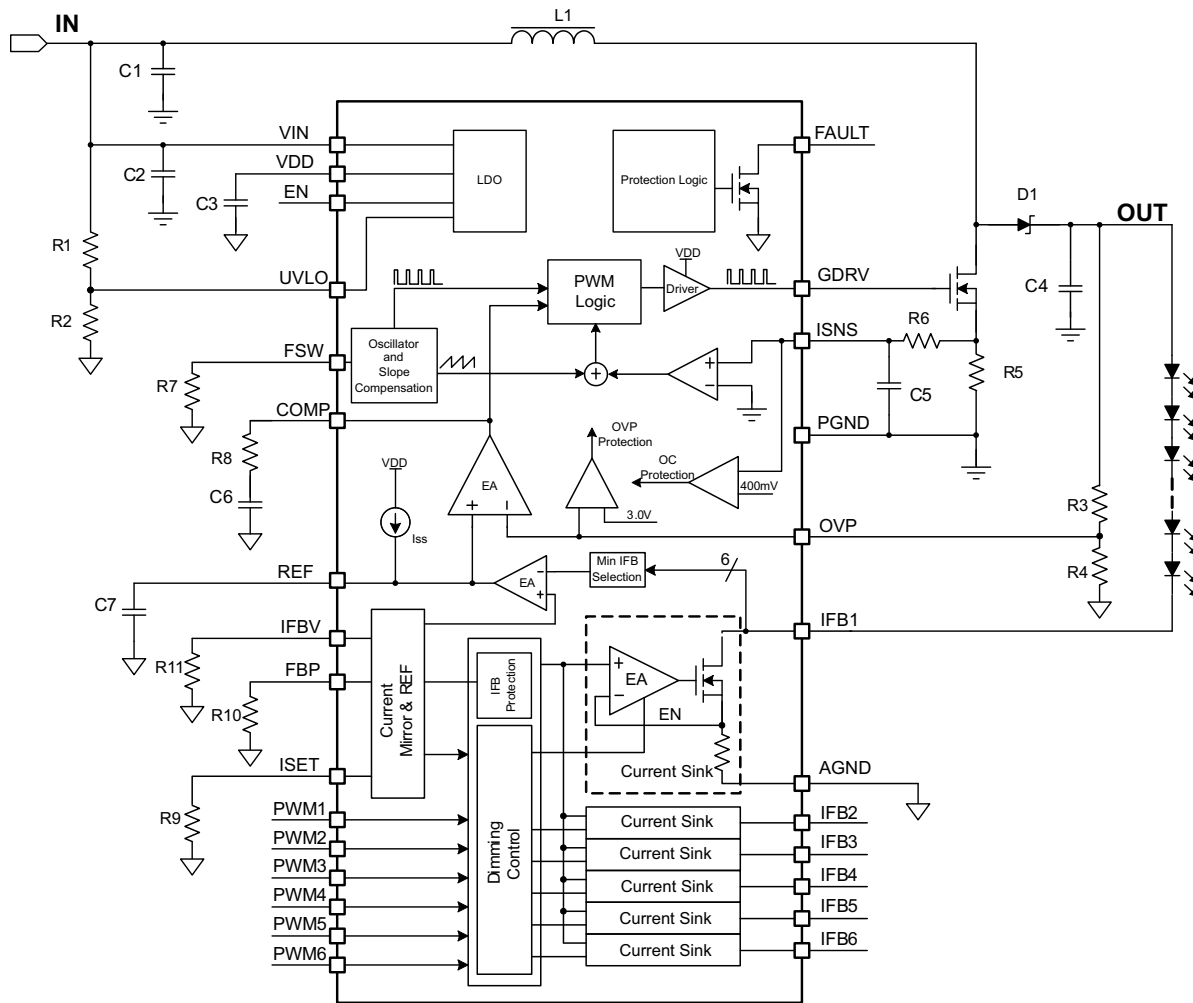 IN
L1
C1
VIN
VDD
EN
C2
C3
LDO
Protection Logic
FAULT
D1
OUT
R1
UVLO
R2
PWM
Logic
VDD
Driver
GDRV
C4
ISNS
R6
FSW
R7
Oscillator
and
Slope
Compensation
+
+
−
C5
R5
COMP
PGND
R8
C6
VDD
Iss
EA
+
−
OVP
Protection
OC
Protection
400mV
3.0V
R3
OVP
R4
REF
C7
EA
−
+
Min IFB
Selection
6
IFBV
R11
IFB1
FBP
R10
Current
Mirror & REF
IFB
Protection
+
−
EA
EN
Current Sink
ISET
R9
AGND
Dimming
Control
PWM1
PWM2
PWM3
PWM4
PWM5
PWM6
Current Sink
IFB2
Current Sink
IFB3
Current Sink
IFB4
Current Sink
IFB5
Current Sink
IFB6